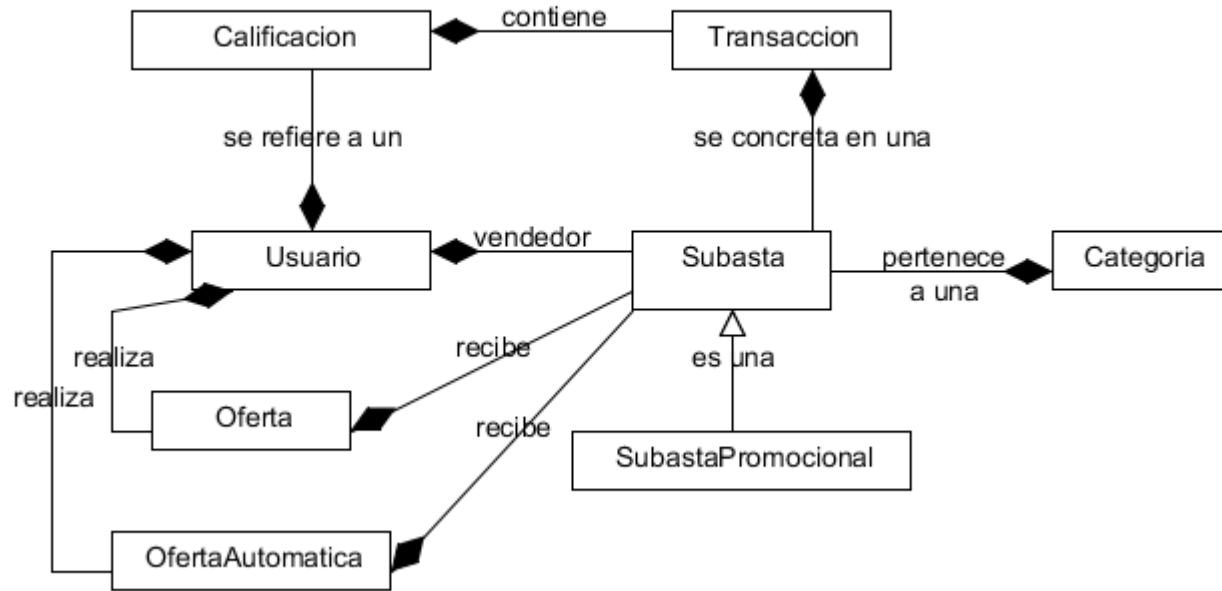 Calificacion
contiene
Transaccion
se refiere a un
se concreta en una
Usuario
vendedor
Subasta
pertenece
a una
Categoria
realiza
realiza
recibe
es una
Oferta
recibe
SubastaPromocional
OfertaAutomatica